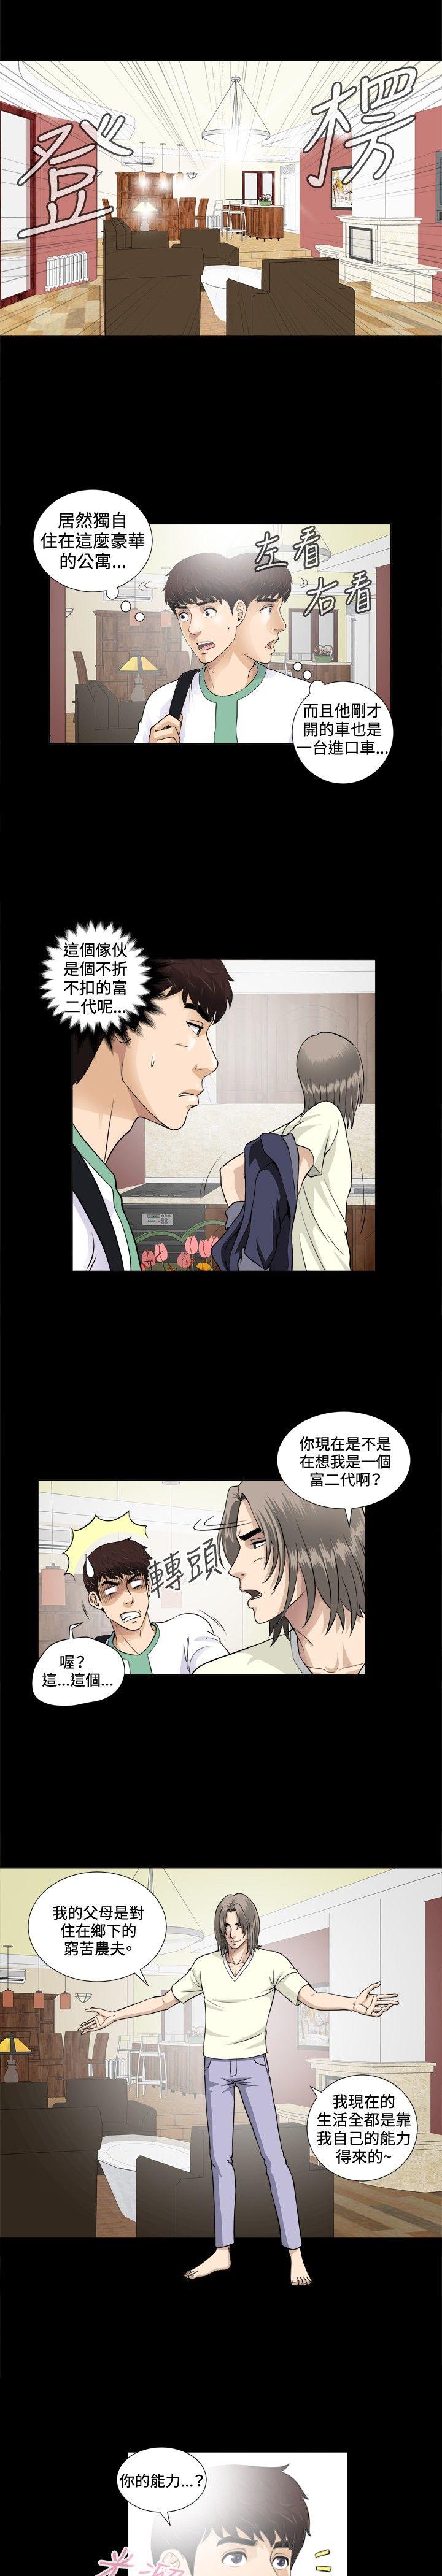 登
楞
居然獨自
住在這麼豪華
的公寓...
左看
右看
而且他剛才
開的車也是
一台進口車...
這個傢伙
是個不折
不扣的富
二代呢...
你現在是不是
在想我是一個
富二代啊？
轉頭
喔？
這...這個...
我的父母是對
住在鄉下的
窮苦農夫。
我現在的
生活全都是靠
我自己的能力
得來的~
你的能力...？